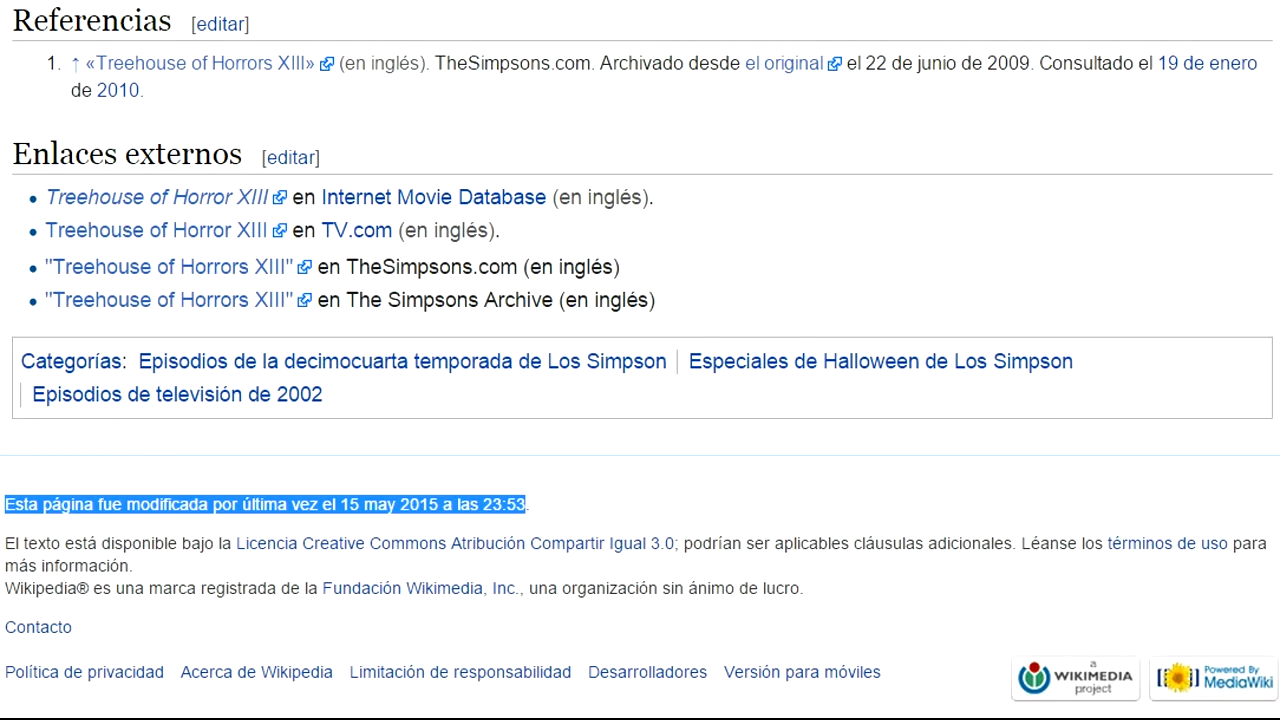 Referencias [editar]
1. ↑ «Treehouse of Horrors XIII» (en inglés). TheSimpsons.com. Archivado desde el original el 22 de junio de 2009. Consultado el 19 de enero
de 2010.
Enlaces externos [editar]
• Treehouse of Horror XIII en Internet Movie Database (en inglés).
• Treehouse of Horror XIII en TV.com (en inglés).
• "Treehouse of Horrors XIII" en TheSimpsons.com (en inglés)
• "Treehouse of Horrors XIII" en The Simpsons Archive (en inglés)
Categorías: Episodios de la decimocuarta temporada de Los Simpson | Especiales de Halloween de Los Simpson
| Episodios de televisión de 2002
Esta página fue modificada por última vez el 15 may 2015 a las 23:53.
El texto está disponible bajo la Licencia Creative Commons Atribución Compartir Igual 3.0; podrían ser aplicables cláusulas adicionales. Léanse los términos de uso para
más información.
Wikipedia® es una marca registrada de la Fundación Wikimedia, Inc., una organización sin ánimo de lucro.
Contacto
Política de privacidad Acerca de Wikipedia Limitación de responsabilidad Desarrolladores Versión para móviles
a
WIKIMEDIA
project
Powered By
MediaWiki